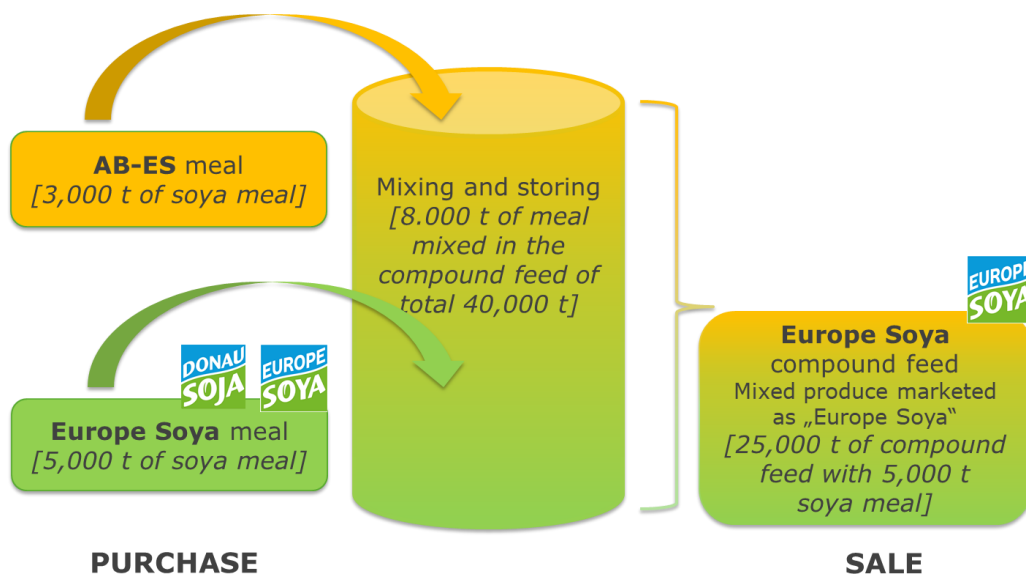 AB-ES meal
[3,000 t of soya meal]
DONAU
SOJA
EUROPE
SOYA
Europe Soya meal
[5,000 t of soya meal]
PURCHASE
Mixing and storing
[8.000 t of meal
mixed in the
compound feed of
total 40,000 t]
EUROPE
SOYA
Europe Soya
compound feed
Mixed produce marketed
as „Europe Soya“
[25,000 t of compound
feed with 5,000 t
soya meal]
SALE